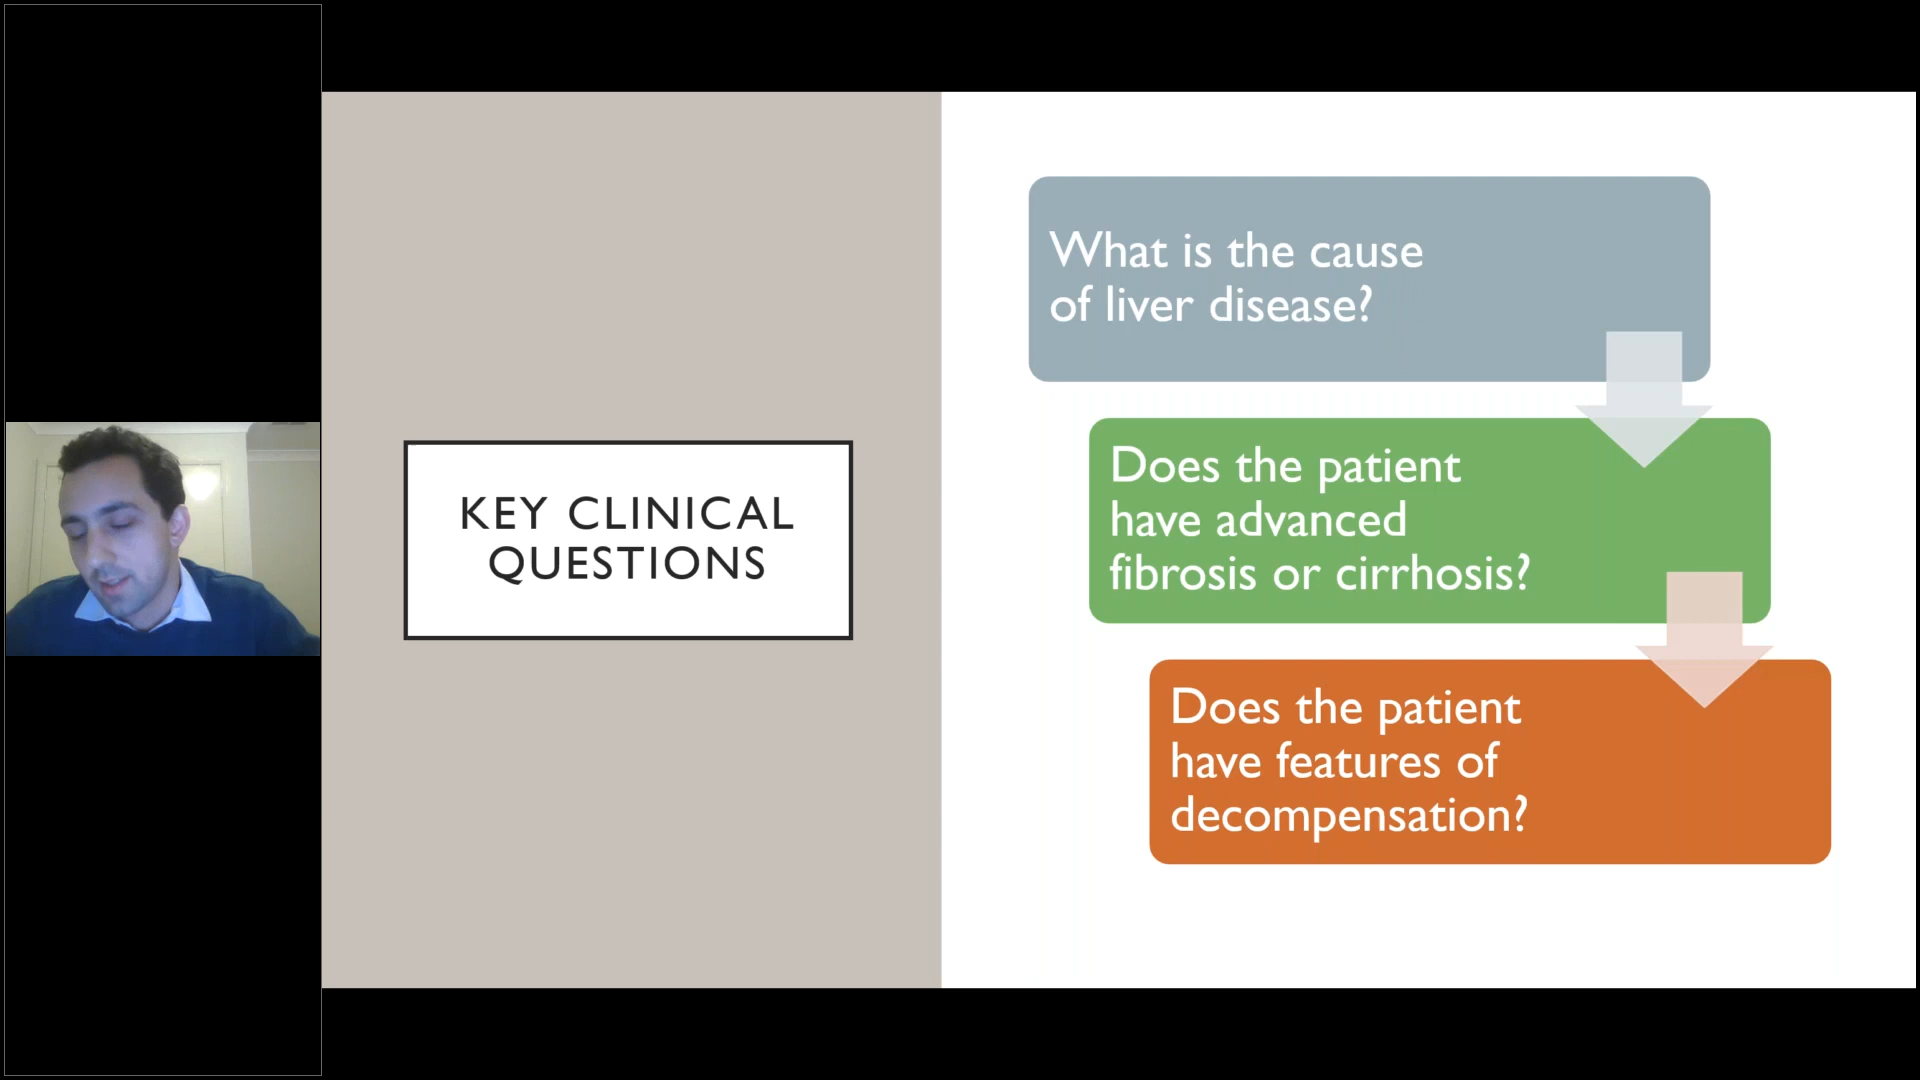 KEY CLINICAL
QUESTIONS
What is the cause
of liver disease?
Does the patient
have advanced
fibrosis or cirrhosis?
Does the patient
have features of
decompensation?